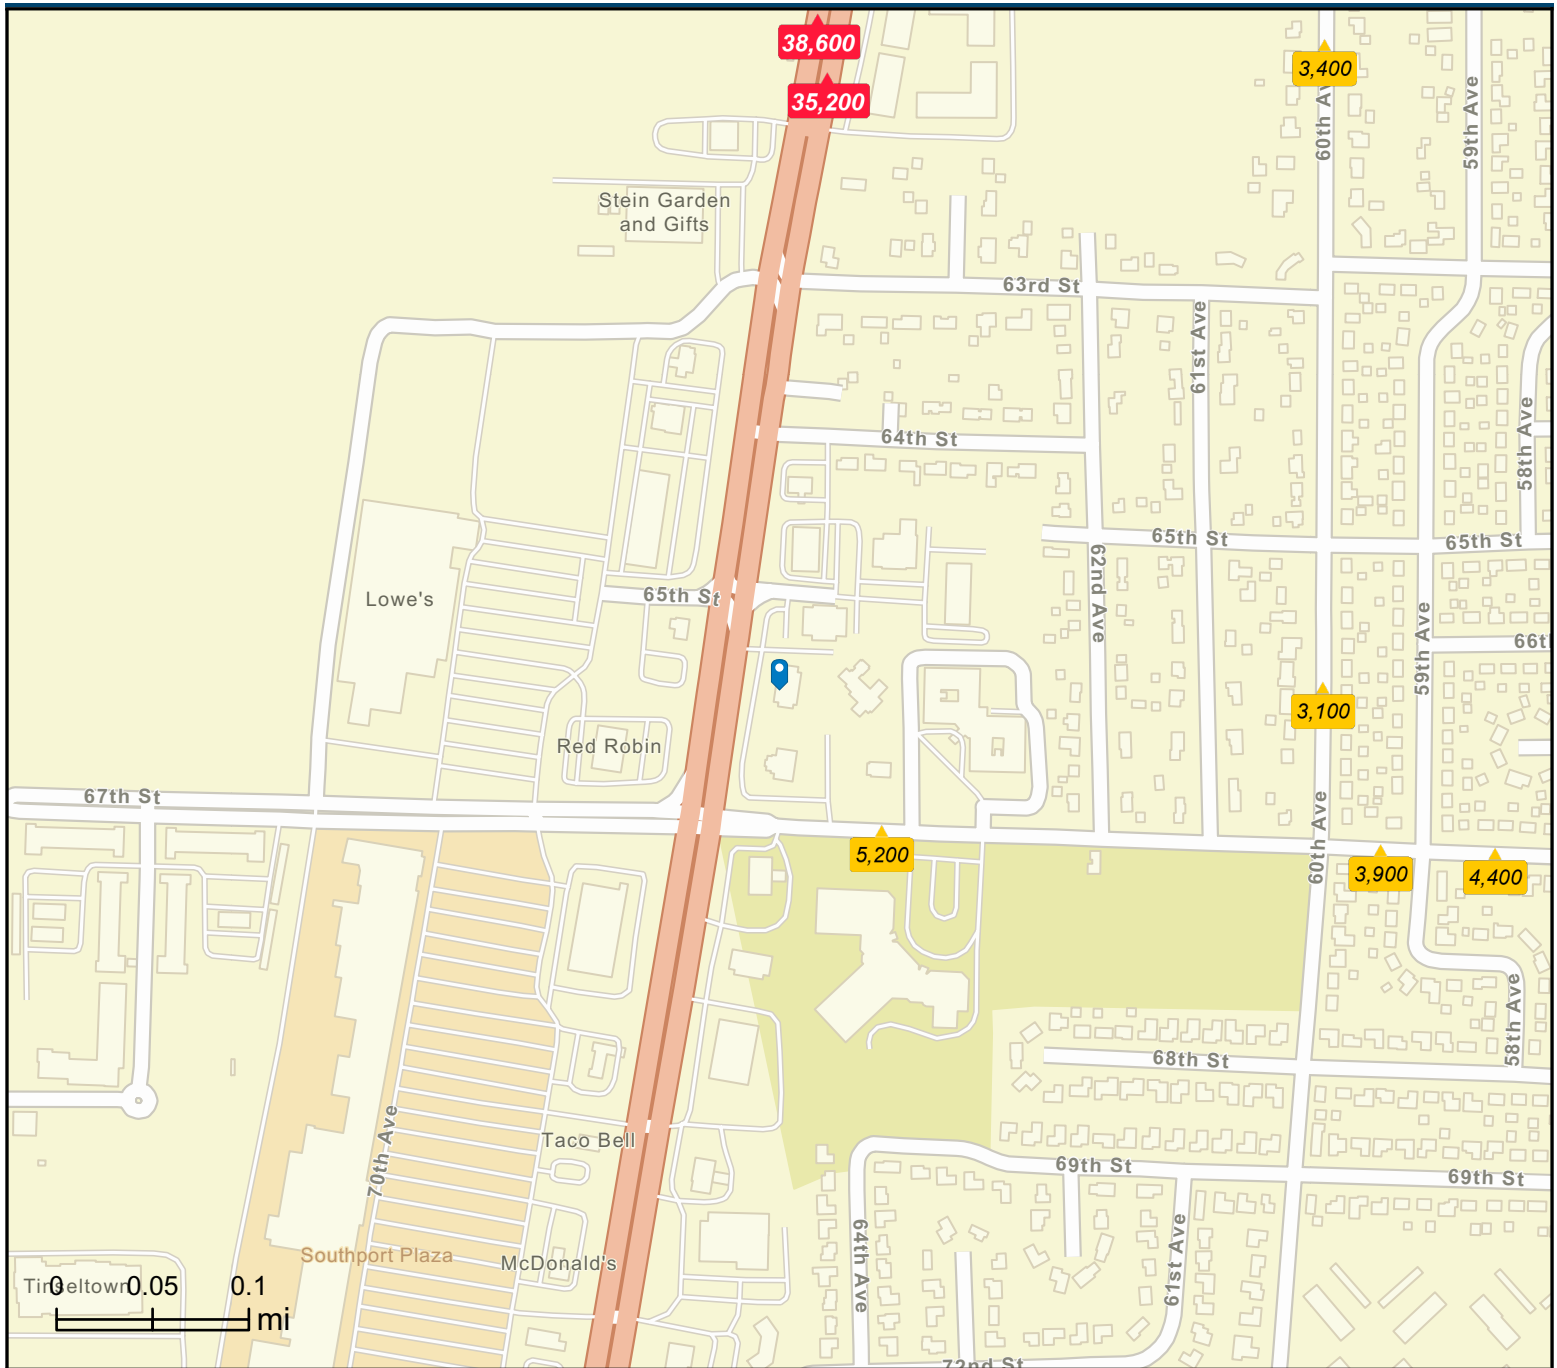 38,600
3,400
35,200
60th Ave
59th Ave
Stein Garden
and Gifts
63rd St
61st Ave
64th St
58th Ave
65th St
65th St
62nd Ave
65th St
Lowe's
59th Ave
3,100
Red Robin
67th St
60th Ave
5,200
3,900
4,400
58th Ave
68th St
70th Ave
Taco Bell
69th St
69th St
64th Ave
61st Ave
Southport Plaza
McDonald's
Tinseltown
0 0.05 0.1
mi
72nd St